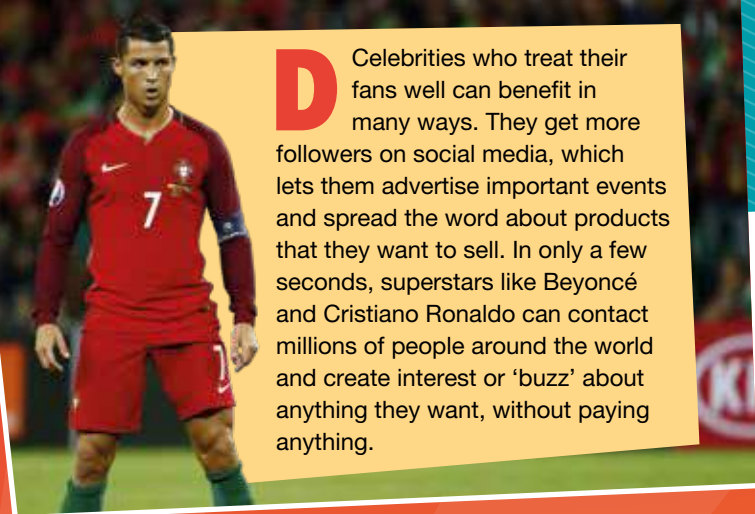 D
Celebrities who treat their
fans well can benefit in
many ways. They get more
followers on social media, which
lets them advertise important events
and spread the word about products
that they want to sell. In only a few
seconds, superstars like Beyoncé
and Cristiano Ronaldo can contact
millions of people around the world
and create interest or ‘buzz’ about
anything they want, without paying
anything.
7
7